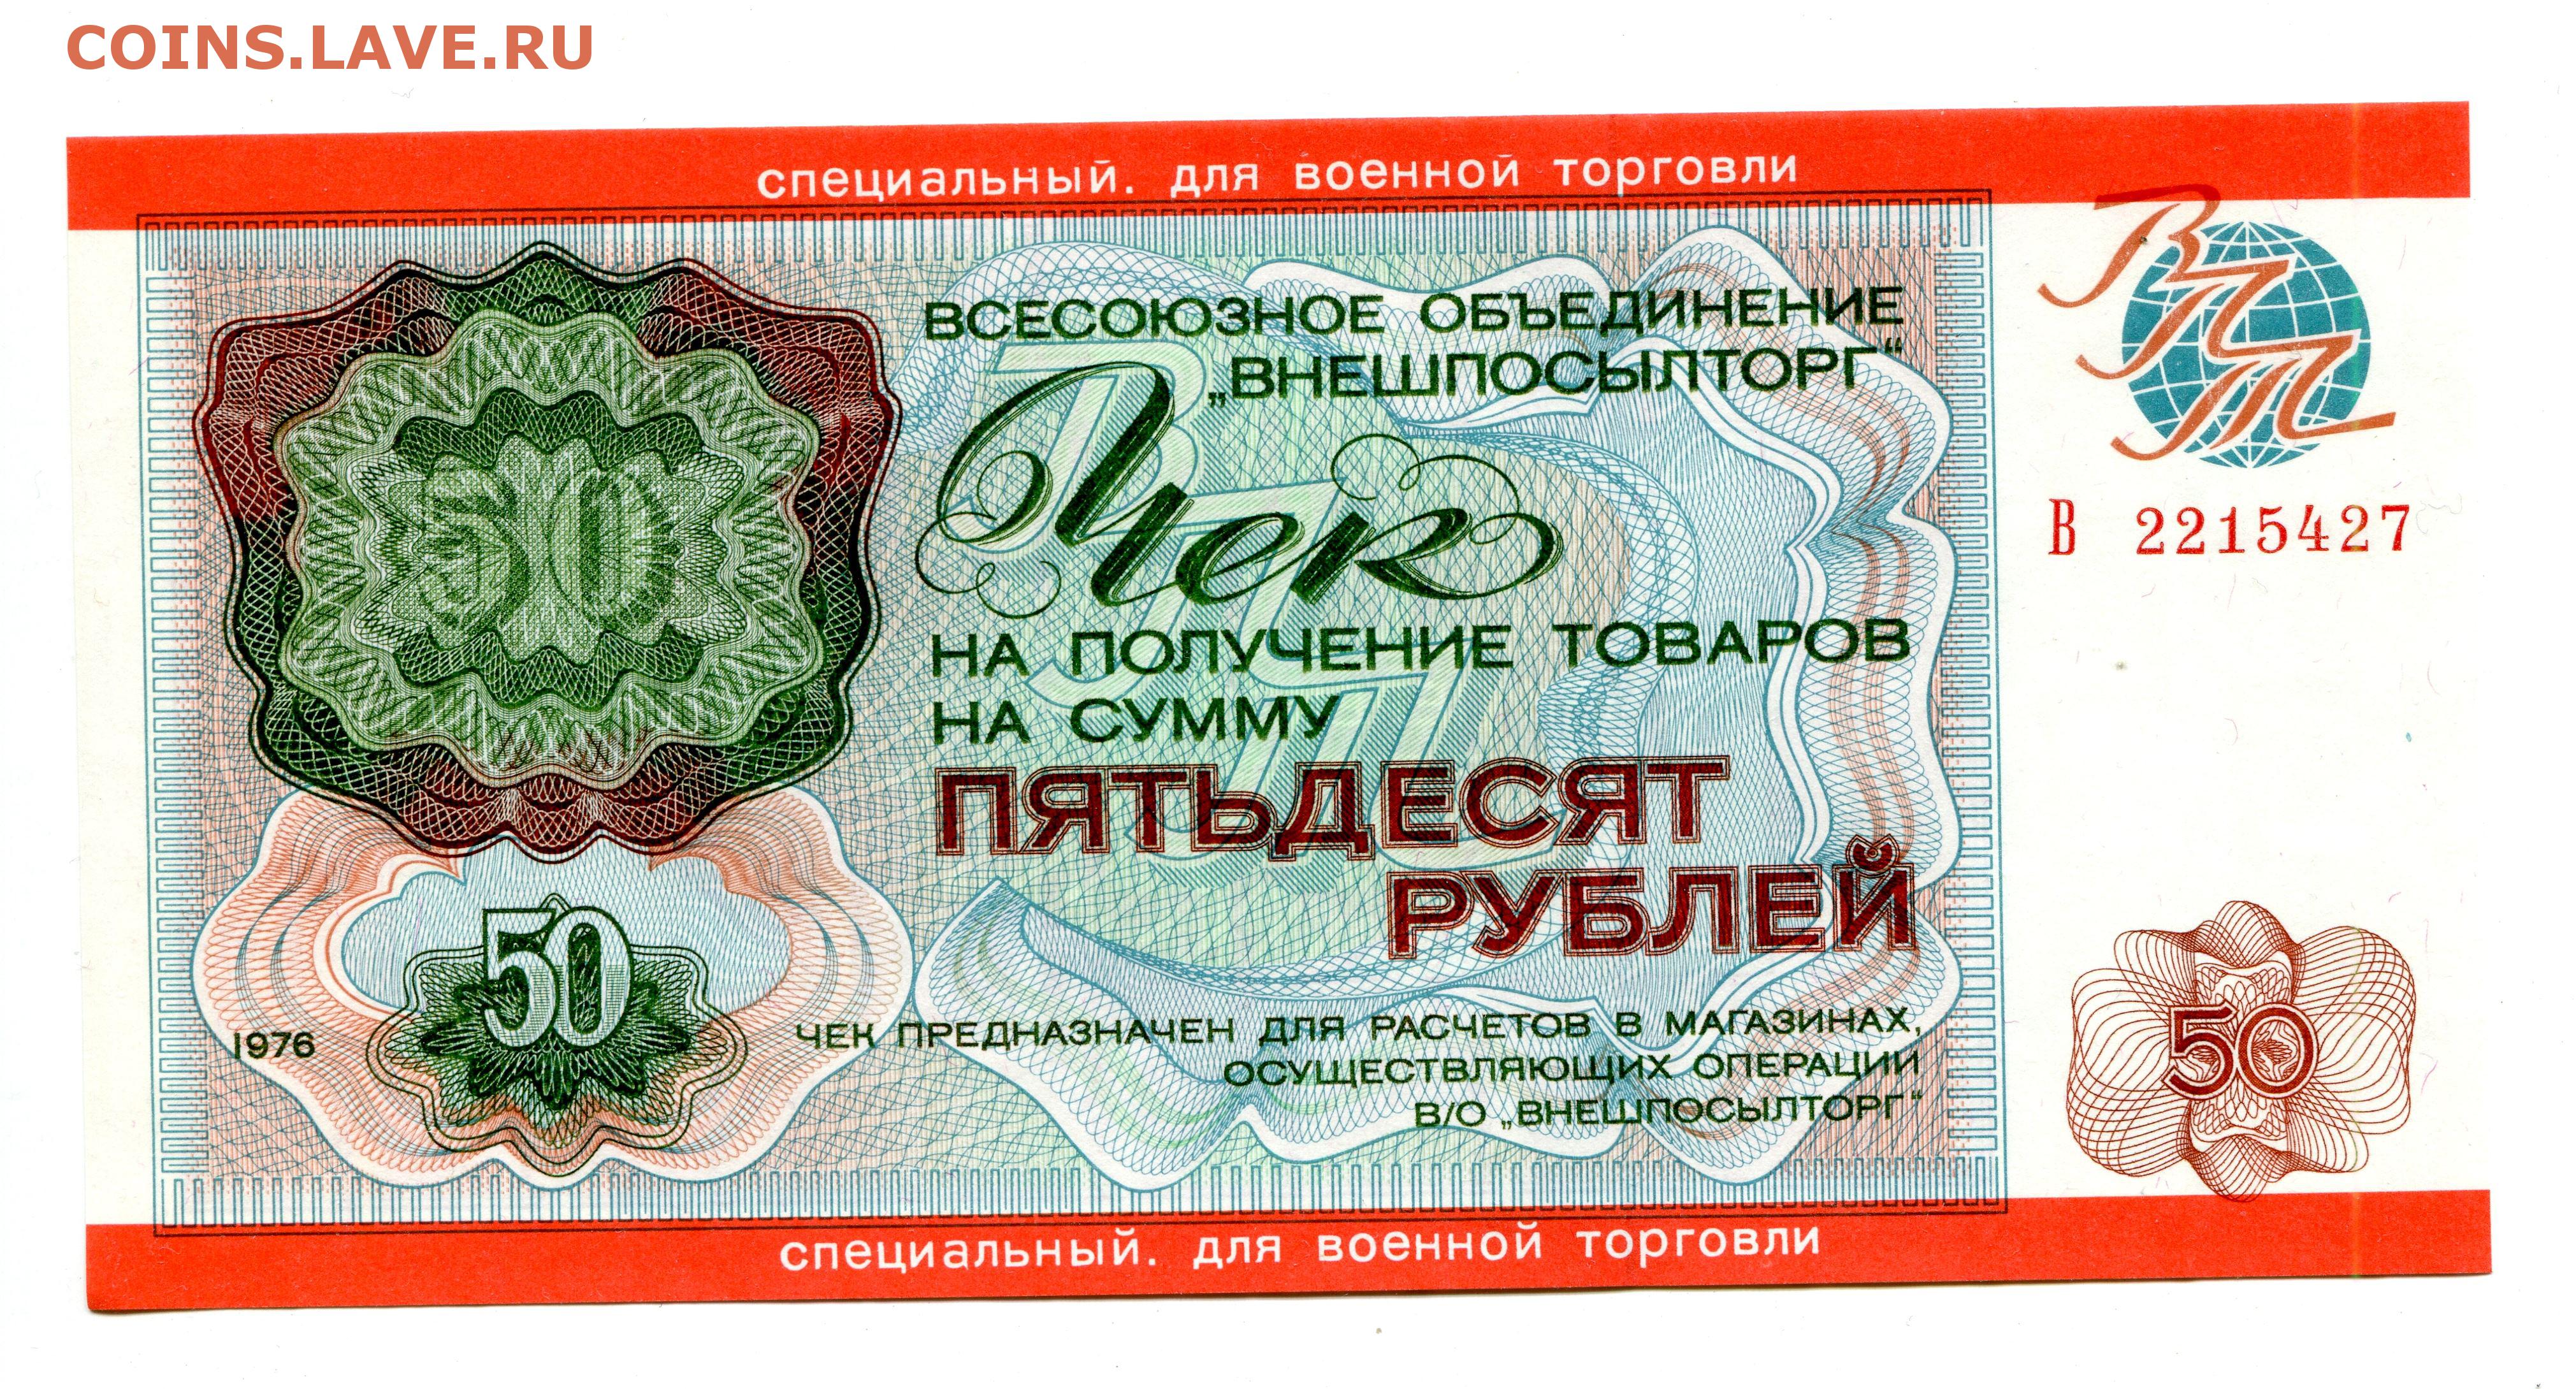 COINS.LAVE.RU
специальный. для военной торговли
ВПТ
ВСЕСОЮЗНОЕ ОБЪЕДИНЕНИЕ
„ВНЕШПОСЫЛТОРГ“
Чек
В 2215427
50
НА ПОЛУЧЕНИЕ ТОВАРОВ
НА СУММУ
ПЯТЬДЕСЯТ
РУБЛЕЙ
50
1976
ЧЕК ПРЕДНАЗНАЧЕН ДЛЯ РАСЧЕТОВ В МАГАЗИНАХ,
ОСУЩЕСТВЛЯЮЩИХ ОПЕРАЦИИ
В/О „ВНЕШПОСЫЛТОРГ“
50
специальный. для военной торговли